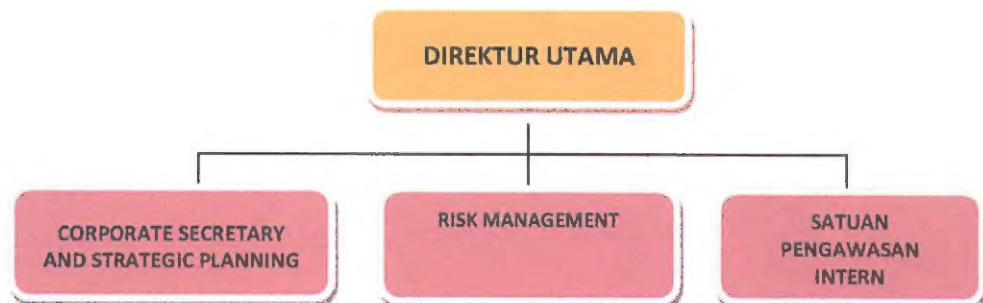 DIREKTUR UTAMA
CORPORATE SECRETARY
AND STRATEGIC PLANNING
RISK MANAGEMENT
SATUAN
PENGAWASAN
INTERN